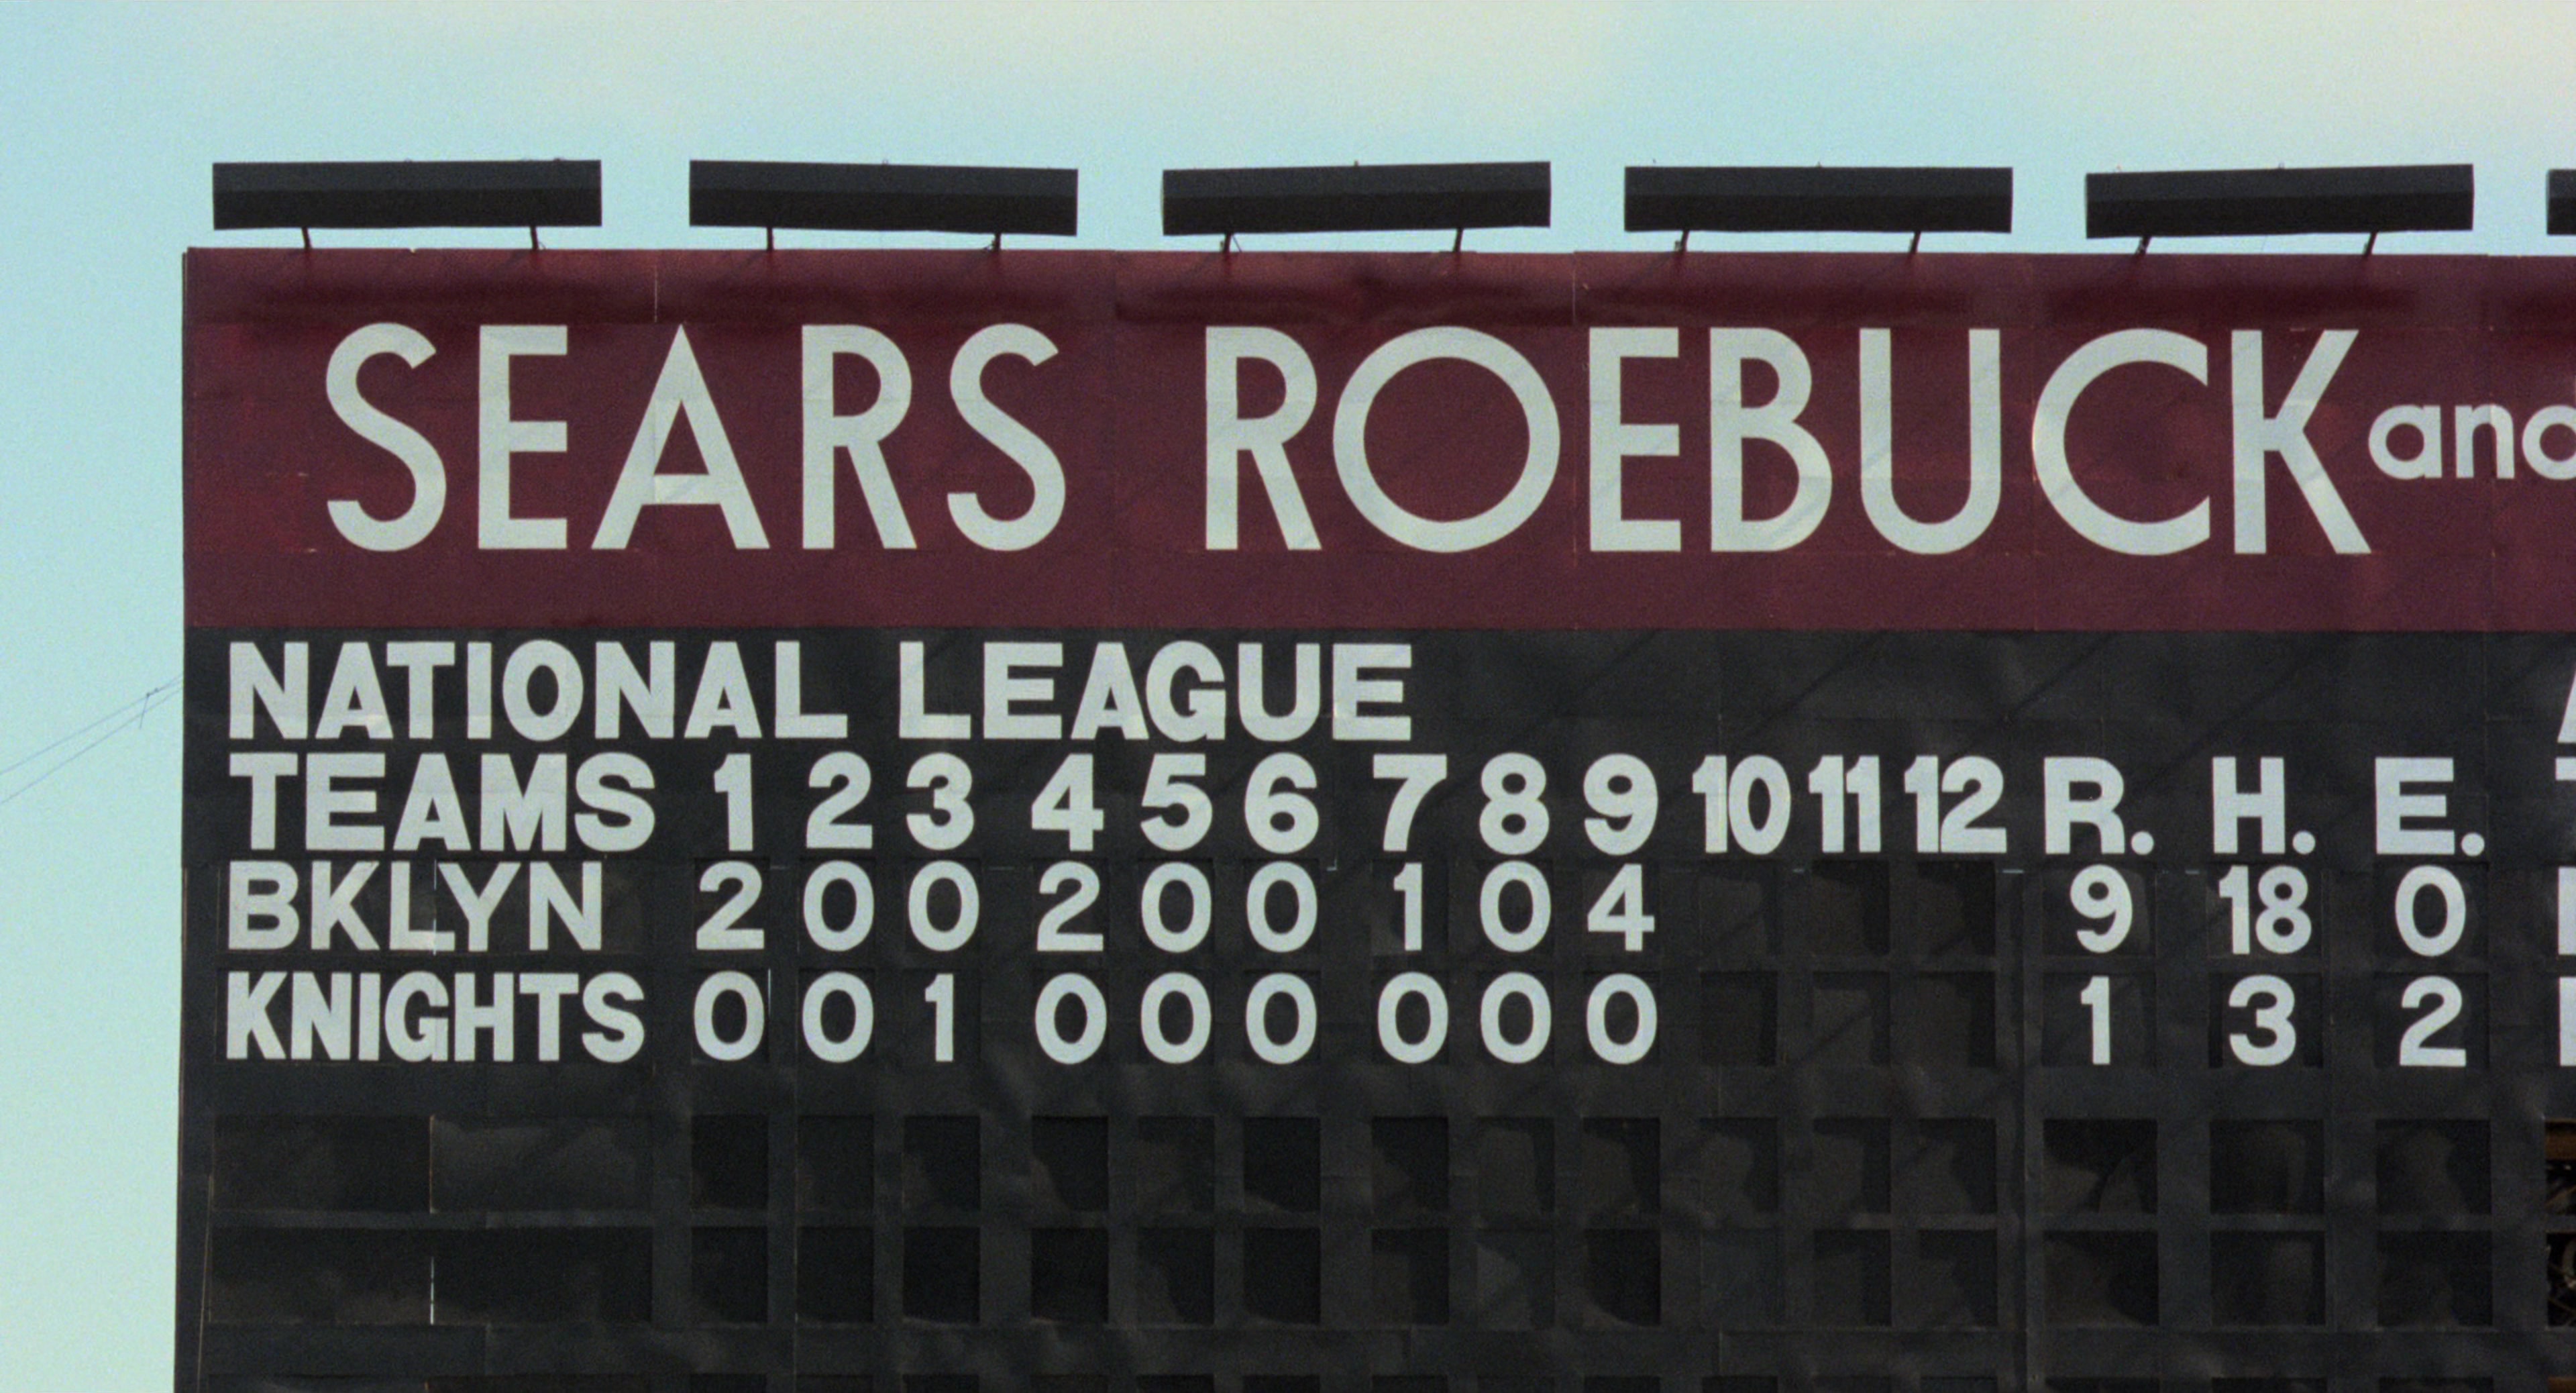 SEARS ROEBUCK and
NATIONAL LEAGUE
TEAMS 1 2 3 4 5 6 7 8 9 10 11 12 R. H. E.
BKLYN 2 0 0 2 0 0 1 0 4 9 18 0
KNIGHTS 0 0 1 0 0 0 0 0 0 1 3 2